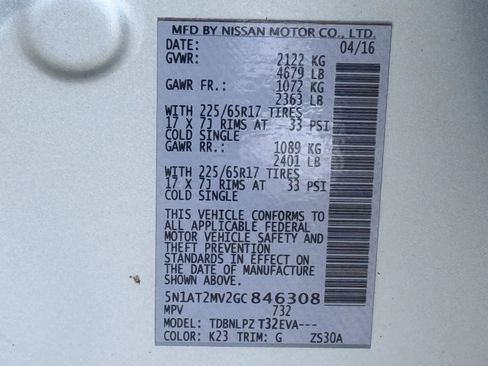 MFD BY NISSAN MOTOR CO., LTD.
DATE: 04/16
GVWR: 2122 KG
4679 LB
GAWR FR.: 1072 KG
2363 LB
WITH 225/65R17 TIRES
17 X 7J RIMS AT 33 PSI
COLD SINGLE
GAWR RR.: 1089 KG
2401 LB
WITH 225/65R17 TIRES
17 X 7J RIMS AT 33 PSI
COLD SINGLE
THIS VEHICLE CONFORMS TO
ALL APPLICABLE FEDERAL
MOTOR VEHICLE SAFETY AND
THEFT PREVENTION
STANDARDS IN EFFECT ON
THE DATE OF MANUFACTURE
SHOWN ABOVE.
5N1AT2MV2GC846308
MPV 732
MODEL: TDBNLPZ T32EVA---
COLOR: K23 TRIM: G ZS30A